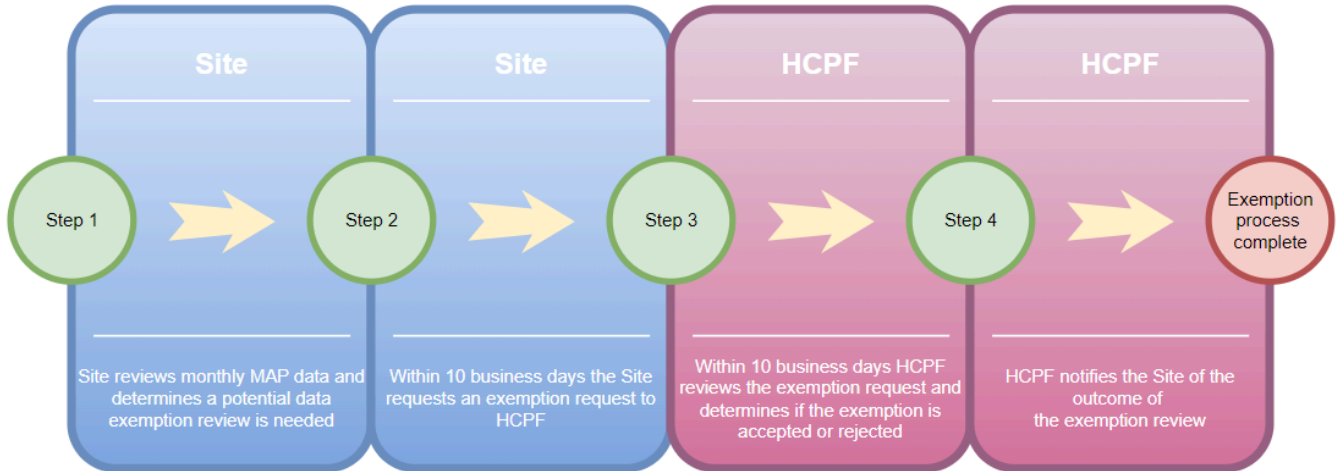 Site
Site
HCPF
HCPF
Step 1
Step 2
Step 3
Step 4
Exemption
process
complete
Site reviews monthly MAP data and
determines a potential data
exemption review is needed
Within 10 business days the Site
requests an exemption request to
HCPF
Within 10 business days HCPF
reviews the exemption request and
determines if the exemption is
accepted or rejected
HCPF notifies the Site of the
outcome of
the exemption review